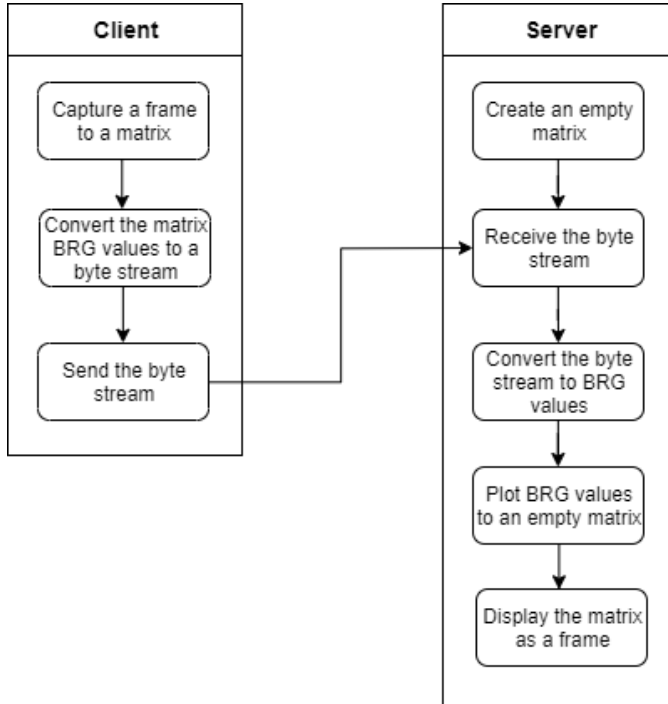 Client
Capture a frame
to a matrix
Convert the matrix
BRG values to a
byte stream
Send the byte
stream
Server
Create an empty
matrix
Receive the byte
stream
Convert the byte
stream to BRG
values
Plot BRG values
to an empty matrix
Display the matrix
as a frame